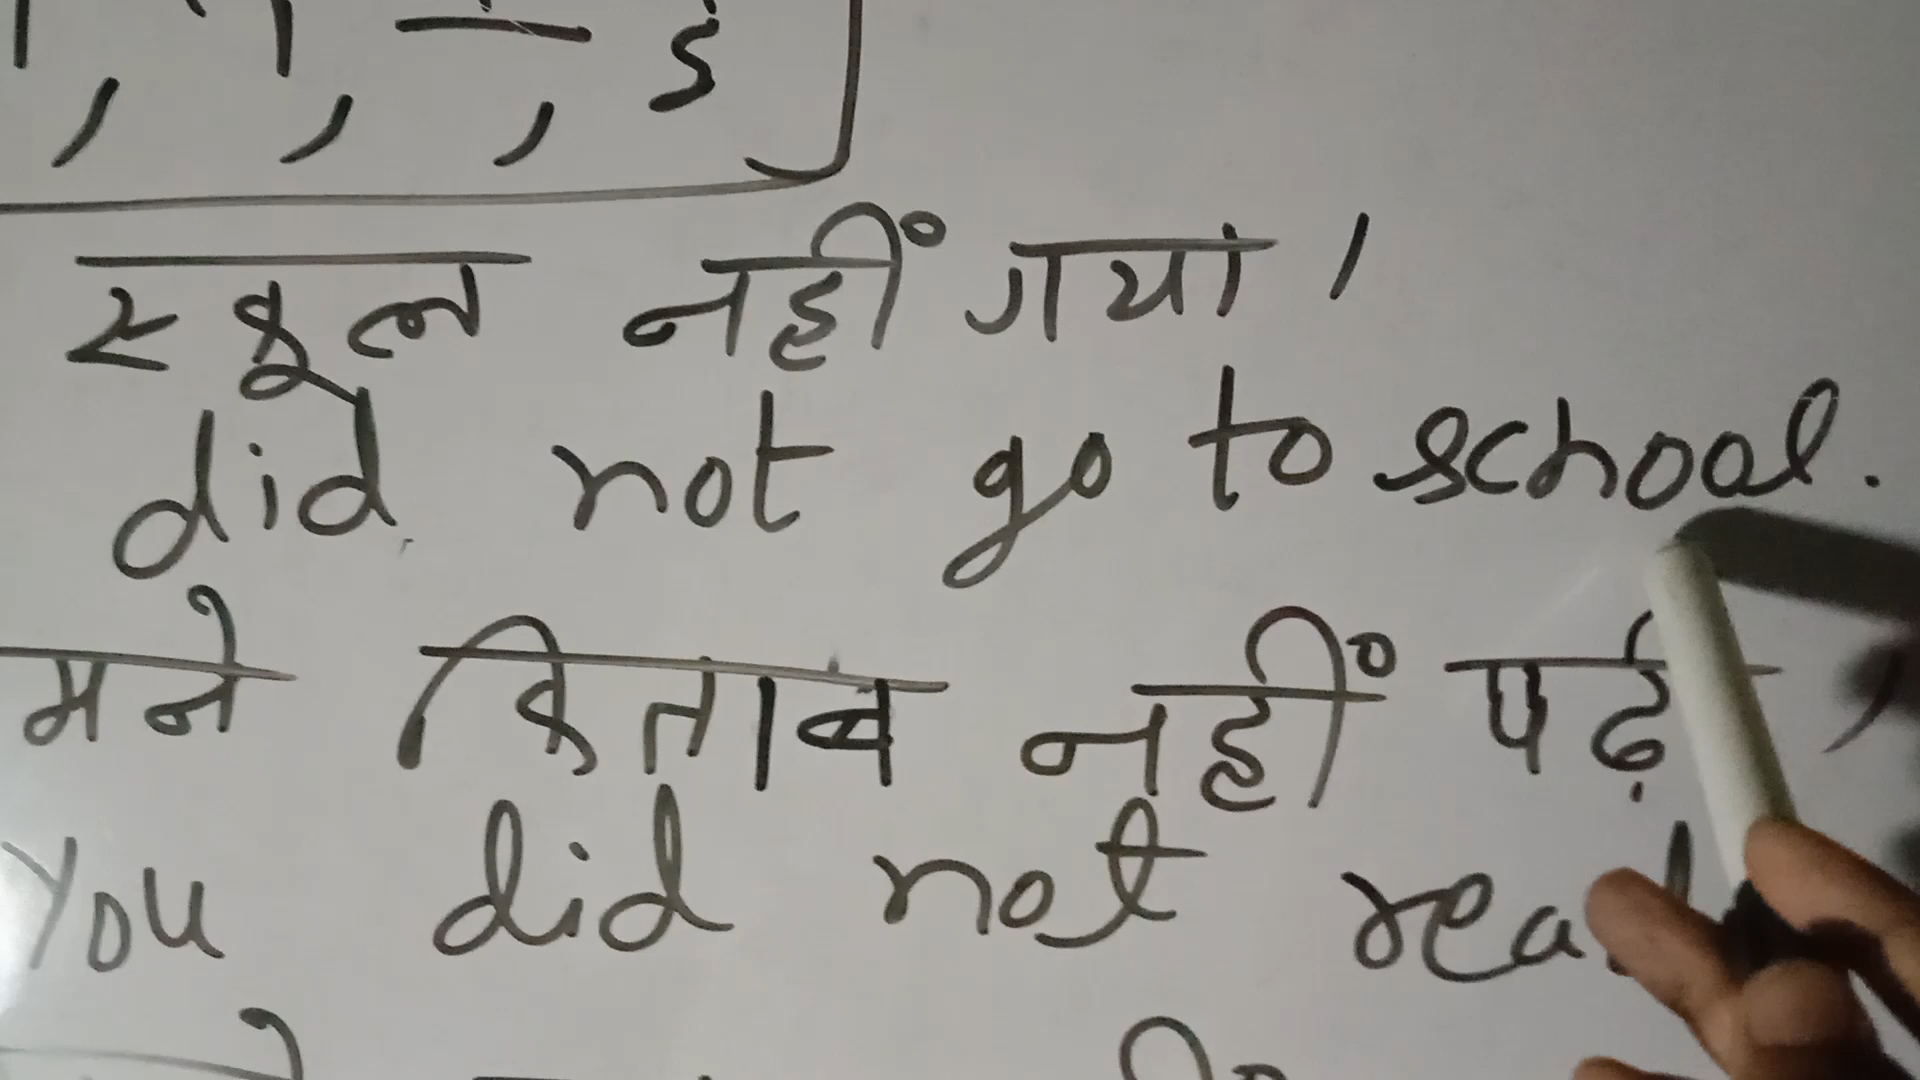 स्कूल नहीं गया।
did not go to school.
मने किताब नहीं पढ़
You did not rea